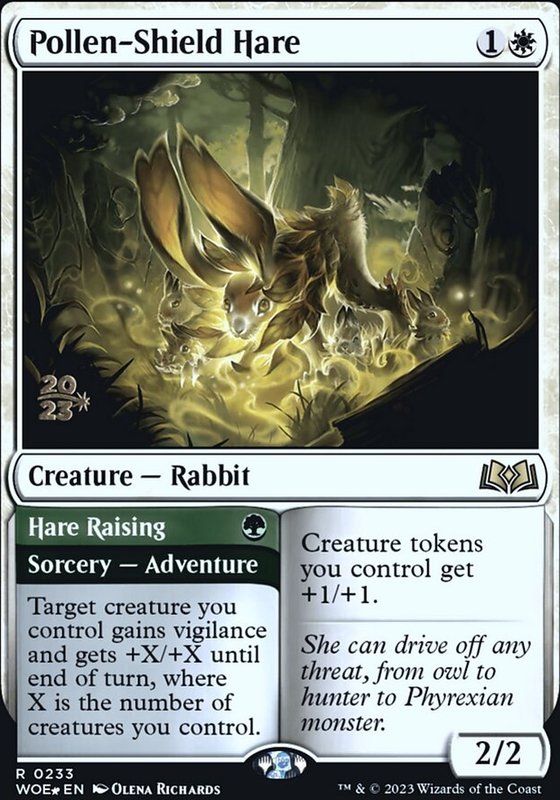 Pollen-Shield Hare 1
20
23
Creature — Rabbit
Hare Raising
Sorcery — Adventure
Target creature you
control gains vigilance
and gets +X/+X until
end of turn, where
X is the number of
creatures you control.
Creature tokens
you control get
+1/+1.
She can drive off any
threat, from owl to
hunter to Phyrexian
monster.
2/2
R 0233
WOE★EN OLENA RICHARDS
™ & © 2023 Wizards of the Coast